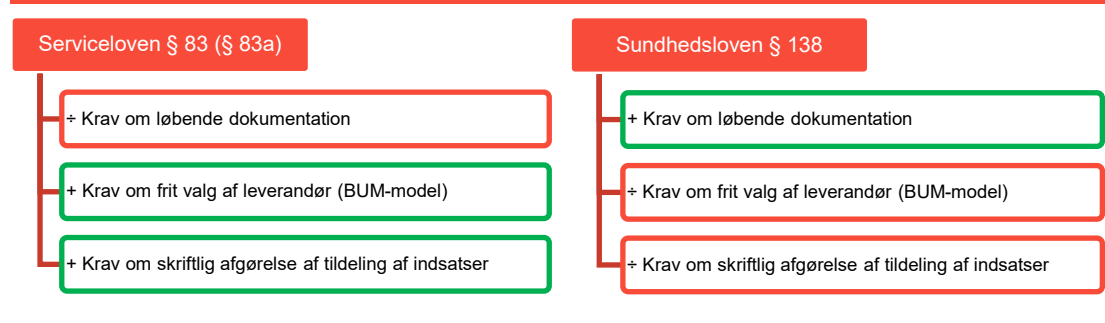 Serviceloven § 83 (§ 83a)
÷ Krav om løbende dokumentation
+ Krav om frit valg af leverandør (BUM-model)
+ Krav om skriftlig afgørelse af tildeling af indsatser
Sundhedsloven § 138
+ Krav om løbende dokumentation
÷ Krav om frit valg af leverandør (BUM-model)
÷ Krav om skriftlig afgørelse af tildeling af indsatser